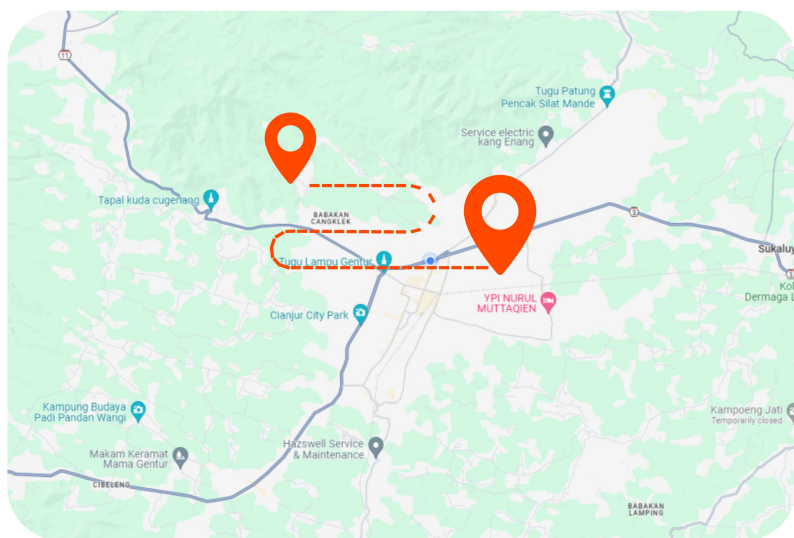 11
Tugu Patung
Pencak Silat Mande
Service electric
kang Enang
Tapal kuda cugenang
BABAKAN
CANGKLEK
3
Sukaluy
Tugu Lampu Gentur
3
Kol
Dermaga L
YPI NURUL
MUTTAQIEN
Cianjur City Park
Kampung Budaya
Padi Pandan Wangi
Kampoeng Jati
Temporarily closed
Hazswell Service
& Maintenance
Makam Keramat
Mama Gentur
CIBELENG
BABAKAN
LAMPING